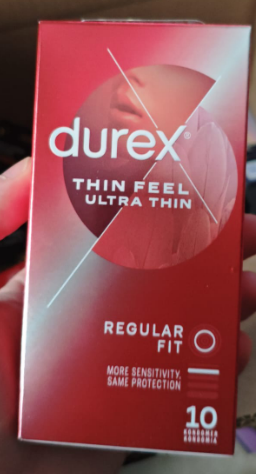 durex®
THIN FEEL
ULTRA THIN
REGULAR
FIT
MORE SENSITIVITY,
SAME PROTECTION
10